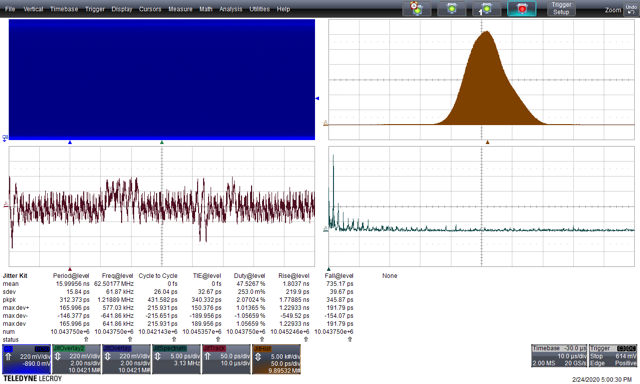 File Vertical Timebase Trigger Display Cursors Measure Math Analysis Utilities Help
Trigger Setup
Zoom
Undo
Jitter Kit Period@level Freq@level Cycle to Cycle TIE@level Duty@level Rise@level Fall@level None
mean 15.99956 ns 62.50177 MHz 0 fs 0 fs 47.5267 % 1.8037 ns 735.17 ps
sdev 15.84 ps 61.87 kHz 26.04 ps 32.67 ps 253.0 m% 219.9 ps 39.67 ps
pkpk 312.373 ps 1.21889 MHz 431.582 ps 340.332 ps 2.07024 % 1.77885 ns 345.87 ps
max dev+ 165.996 ps 577.03 kHz 215.931 ps 150.376 ps 1.01365 % 1.22933 ns 191.79 ps
max dev- -146.377 ps -641.86 kHz -215.651 ps -189.956 ps -1.05659 % -549.52 ps -154.07 ps
max dev 165.996 ps 641.86 kHz 215.931 ps 189.956 ps 1.05659 % 1.22933 ns 191.79 ps
num 10.043750e+6 10.043750e+6 10.042143e+6 10.045357e+6 10.043750e+6 10.045246e+6 10.043750e+6
status
220 mV/div
-890.0 mV
220 mV/div
2.00 ns/div
10.0421 M#
220 mV/div
2.00 ns/div
10.0421 M#
JitSpectrum
5.00 ps/div
3.13 MHz
JitTrack
50.0 ps/div
10.0 µs/div
5.00 k#/div
50.0 ps/div
9.89532 M#
Timebase -30.0 µs
10.0 µs/div
2.00 MS 20 GS/s
Trigger
Stop 614 mV
Edge Positive
TELEDYNE LECROY
2/24/2020 5:00:30 PM